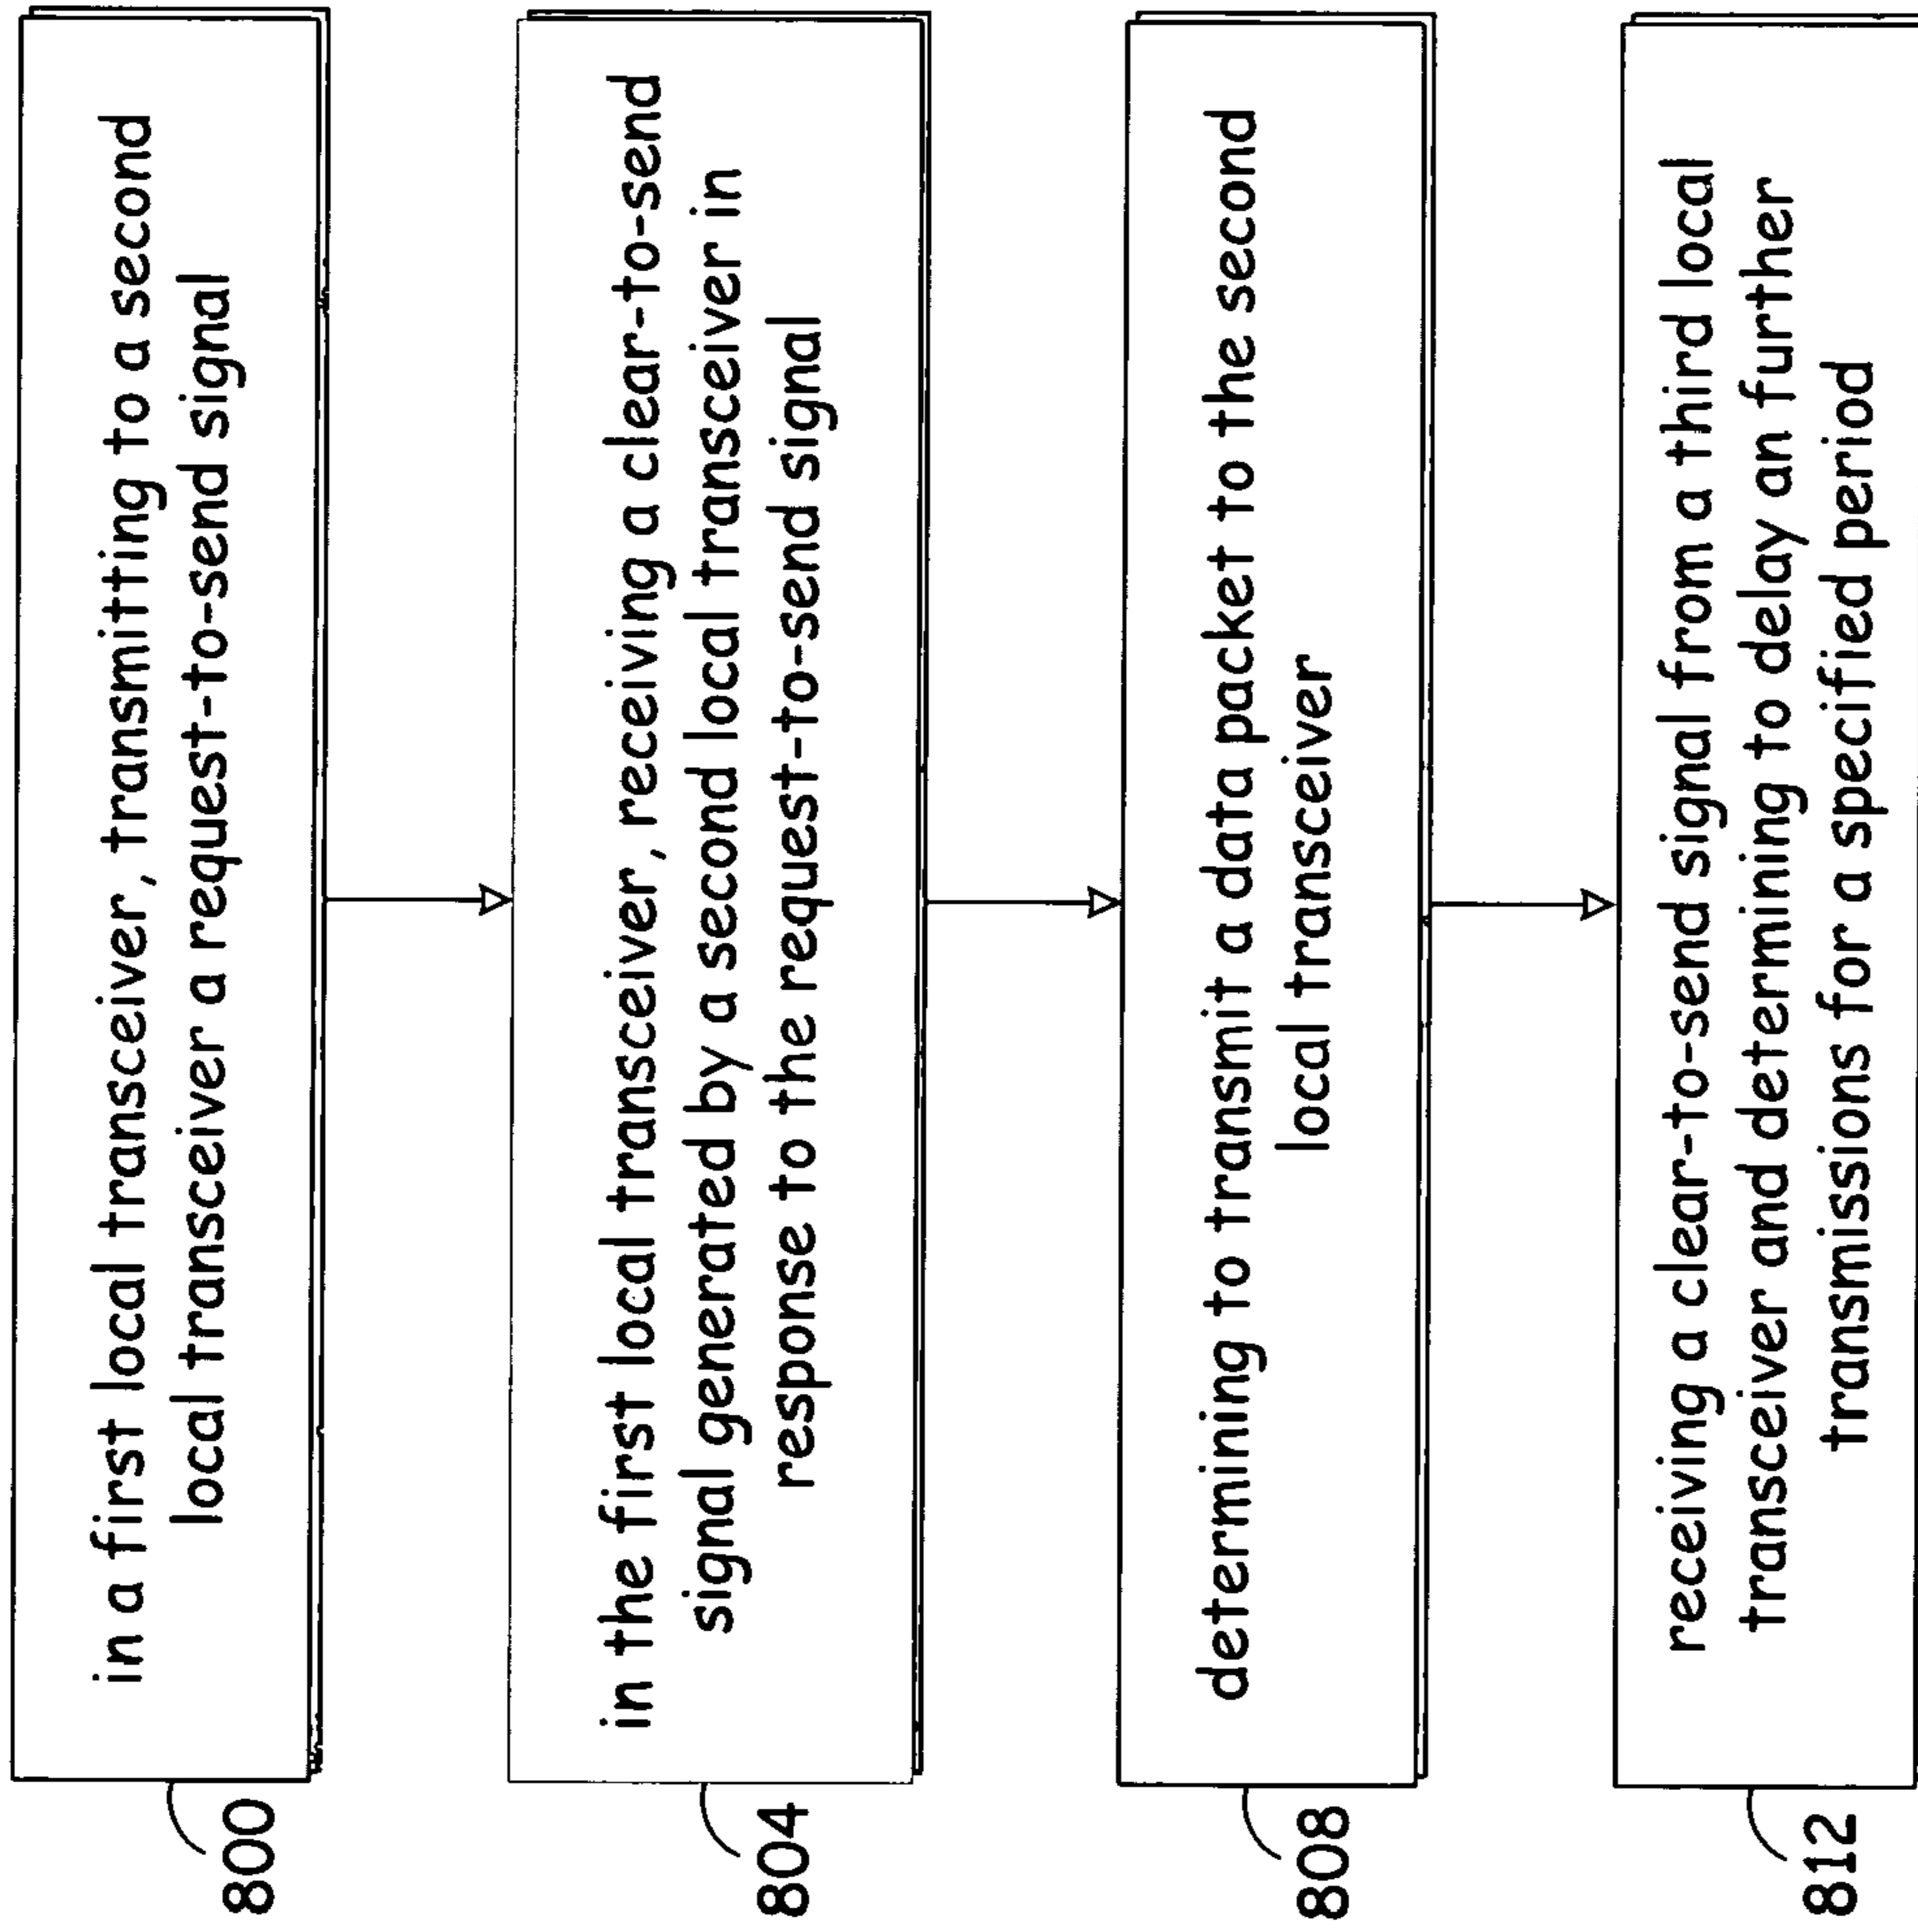 in a first local transceiver, transmitting to a second
local transceiver a request-to-send signal
800
in the first local transceiver, receiving a clear-to-send
signal generated by a second local transceiver in
response to the request-to-send signal
804
determining to transmit a data packet to the second
local transceiver
808
receiving a clear-to-send signal from a third local
transceiver and determining to delay an further
transmissions for a specified period
812